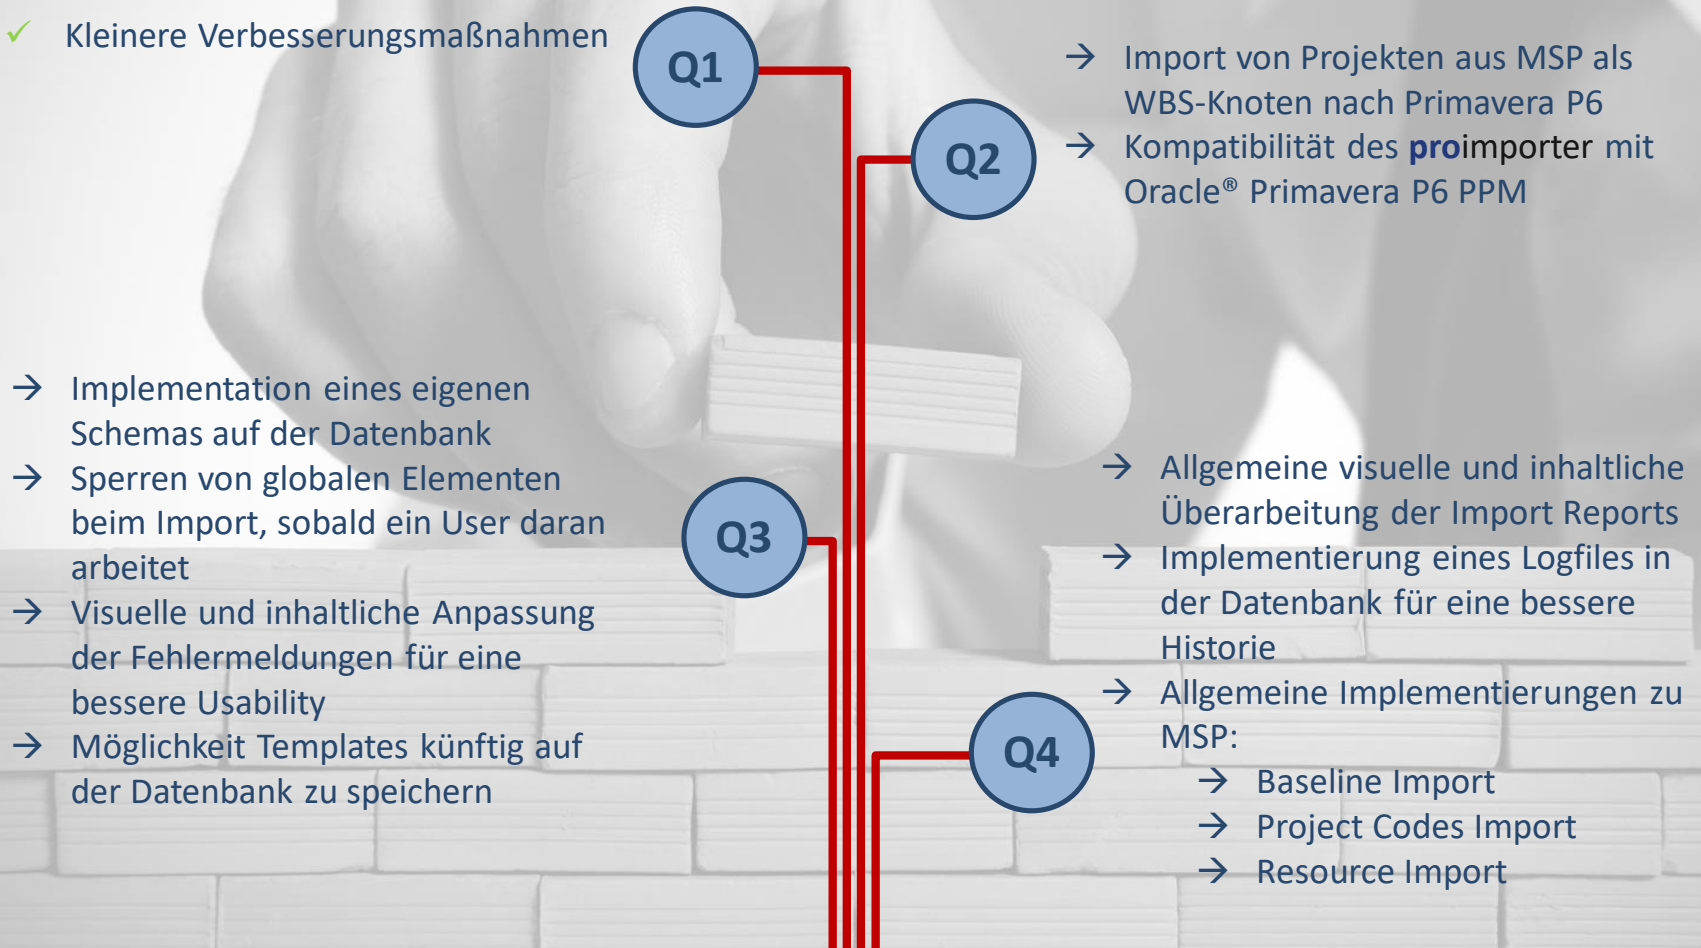 ✓ Kleinere Verbesserungsmaßnahmen
Q1
Q2
→ Import von Projekten aus MSP als
WBS-Knoten nach Primavera P6
→ Kompatibilität des proimporter mit
Oracle® Primavera P6 PPM
→ Implementation eines eigenen
Schemas auf der Datenbank
→ Sperren von globalen Elementen
beim Import, sobald ein User daran
arbeitet
→ Visuelle und inhaltliche Anpassung
der Fehlermeldungen für eine
bessere Usability
→ Möglichkeit Templates künftig auf
der Datenbank zu speichern
Q3
Q4
→ Allgemeine visuelle und inhaltliche
Überarbeitung der Import Reports
→ Implementierung eines Logfiles in
der Datenbank für eine bessere
Historie
→ Allgemeine Implementierungen zu
MSP:
→ Baseline Import
→ Project Codes Import
→ Resource Import